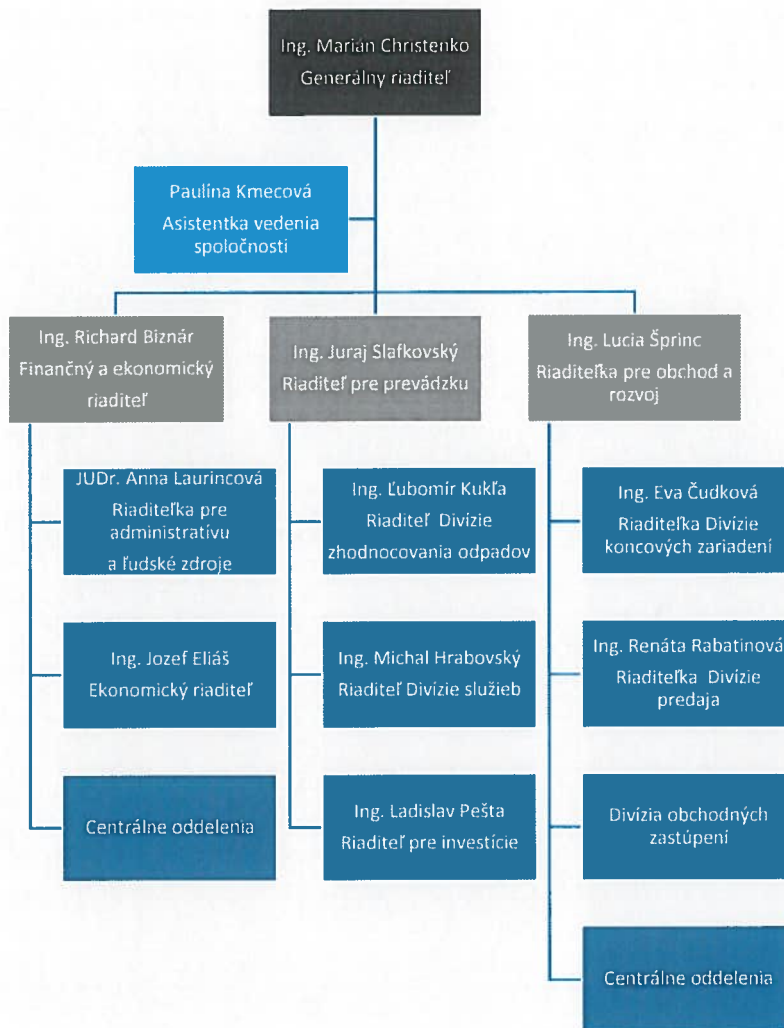 Ing. Marián Christenko
Generálny riaditeľ
Paulína Kmecová
Asistentka vedenia
spoločnosti
Ing. Richard Biznár
Finančný a ekonomický
riaditeľ
Ing. Juraj Slafkovský
Riaditeľ pre prevádzku
Ing. Lucia Šprinc
Riaditeľka pre obchod a
rozvoj
JUDr. Anna Laurincová
Riaditeľka pre
administratívu
a ľudské zdroje
Ing. Jozef Eliáš
Ekonomický riaditeľ
Centrálne oddelenia
Ing. Ľubomír Kukľa
Riaditeľ Divízie
zhodnocovania odpadov
Ing. Michal Hrabovský
Riaditeľ Divízie služieb
Ing. Ladislav Pešta
Riaditeľ pre investície
Ing. Eva Čudková
Riaditeľka Divízie
koncových zariadení
Ing. Renáta Rabatinová
Riaditeľka Divízie
predaja
Divízia obchodných
zastúpení
Centrálne oddelenia